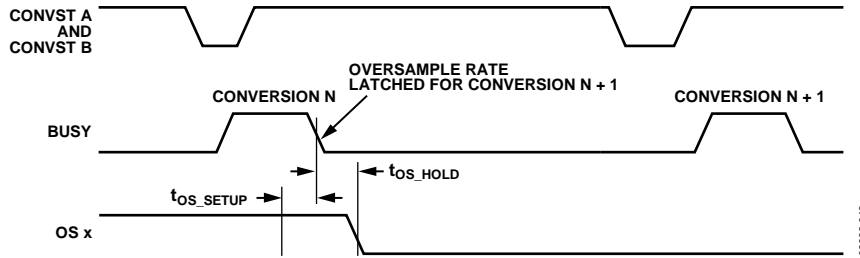 CONVST A
AND
CONVST B
OVERSAMPLE RATE
LATCHED FOR CONVERSION N + 1
CONVERSION N
CONVERSION N + 1
BUSY
tOS_HOLD
tOS_SETUP
OS x